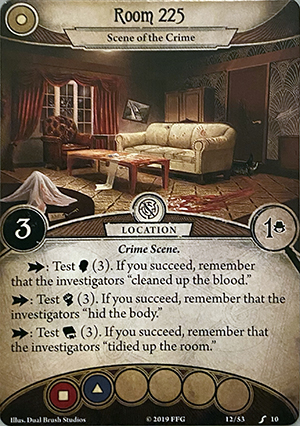 Room 225
Scene of the Crime
3
LOCATION
1
Crime Scene.
: Test (3). If you succeed, remember
that the investigators “cleaned up the blood.”
: Test (3). If you succeed, remember that the
investigators “hid the body.”
: Test (3). If you succeed, remember
that the investigators “tidied up the room.”
Illus. Dual Brush Studios © 2019 FFG 12/53 10